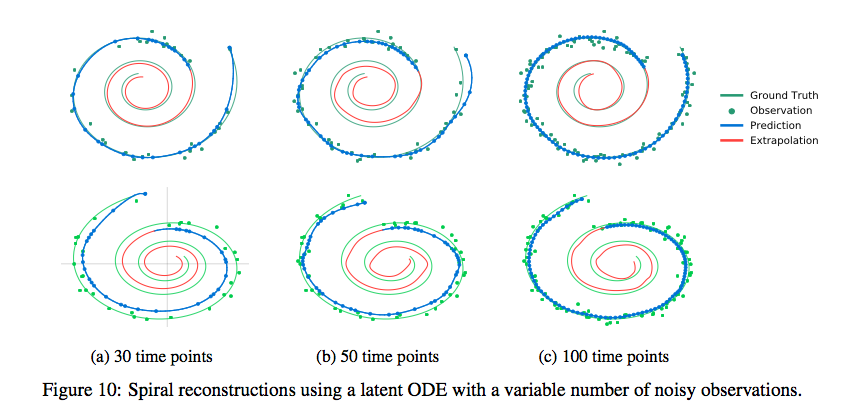 Ground Truth
Observation
Prediction
Extrapolation
(a) 30 time points
(b) 50 time points
(c) 100 time points
Figure 10: Spiral reconstructions using a latent ODE with a variable number of noisy observations.